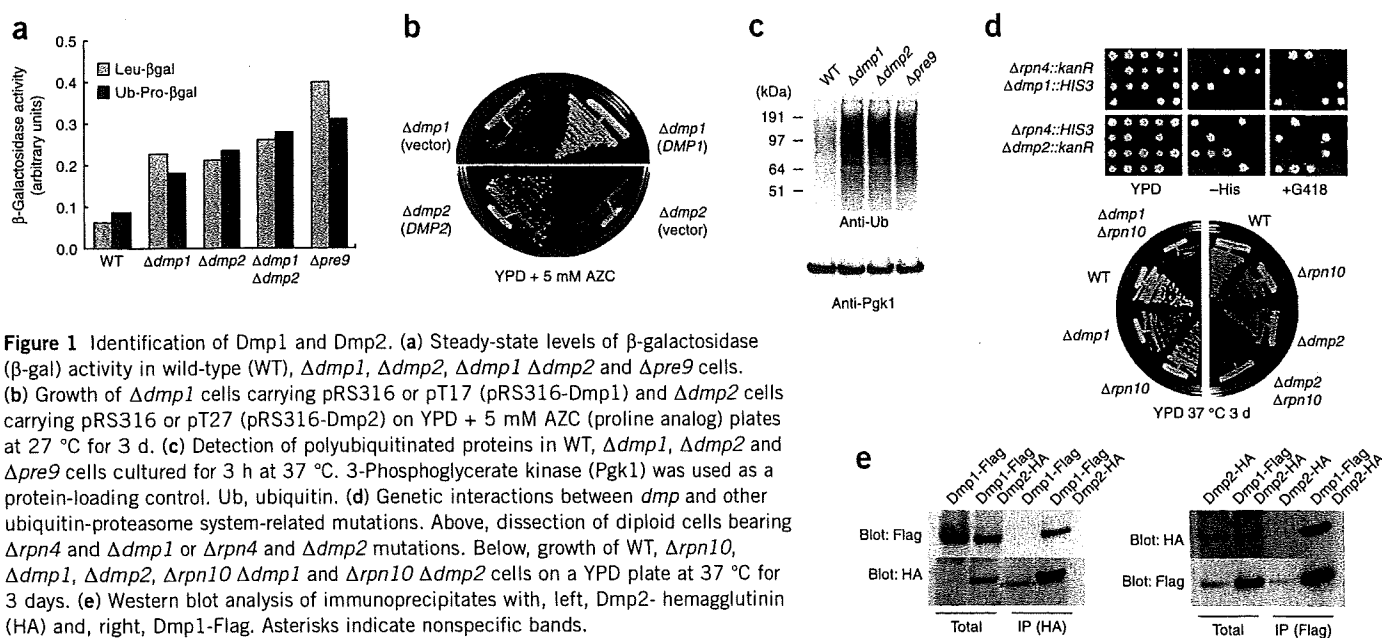 a
0.5
0.4
0.3
0.2
0.1
0.0
β-Galactosidase activity
(arbitrary units)
Leu-βgal
Ub-Pro-βgal
WT
Δdmp1
Δdmp2
Δdmp1
Δdmp2
Δpre9
b
Δdmp1
(vector)
Δdmp1
(DMP1)
Δdmp2
(DMP2)
Δdmp2
(vector)
YPD + 5 mM AZC
c
WT
Δdmp1
Δdmp2
Δpre9
(kDa)
191
97
64
51
Anti-Ub
Anti-Pgk1
d
Δrpn4::kanR
Δdmp1::HIS3
Δrpn4::HIS3
Δdmp2::kanR
YPD
–His
+G418
Δdmp1
Δrpn10
WT
WT
Δrpn10
Δdmp1
Δdmp2
Δrpn10
Δdmp2
Δrpn10
YPD 37 °C 3 d
Figure 1 Identification of Dmp1 and Dmp2. (a) Steady-state levels of β-galactosidase
(β-gal) activity in wild-type (WT), Δdmp1, Δdmp2, Δdmp1 Δdmp2 and Δpre9 cells.
(b) Growth of Δdmp1 cells carrying pRS316 or pT17 (pRS316-Dmp1) and Δdmp2 cells
carrying pRS316 or pT27 (pRS316-Dmp2) on YPD + 5 mM AZC (proline analog) plates
at 27 °C for 3 d. (c) Detection of polyubiquitinated proteins in WT, Δdmp1, Δdmp2 and
Δpre9 cells cultured for 3 h at 37 °C. 3-Phosphoglycerate kinase (Pgk1) was used as a
protein-loading control. Ub, ubiquitin. (d) Genetic interactions between dmp and other
ubiquitin-proteasome system-related mutations. Above, dissection of diploid cells bearing
Δrpn4 and Δdmp1 or Δrpn4 and Δdmp2 mutations. Below, growth of WT, Δrpn10,
Δdmp1, Δdmp2, Δrpn10 Δdmp1 and Δrpn10 Δdmp2 cells on a YPD plate at 37 °C for
3 days. (e) Western blot analysis of immunoprecipitates with, left, Dmp2- hemagglutinin
(HA) and, right, Dmp1-Flag. Asterisks indicate nonspecific bands.
e
Dmp1-Flag
Dmp1-Flag
Dmp2-HA
Dmp1-Flag
Dmp1-Flag
Dmp2-HA
Blot: Flag
Blot: HA
Total
IP (HA)
Dmp2-HA
Dmp1-Flag
Dmp2-HA
Dmp2-HA
Dmp1-Flag
Dmp2-HA
Blot: HA
Blot: Flag
Total
IP (Flag)